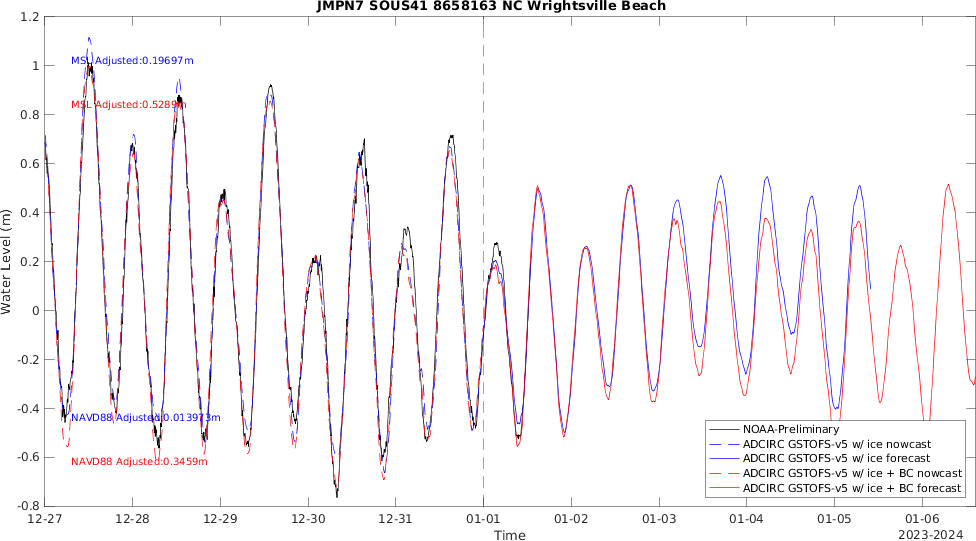 JMPN7 SOUS41 8658163 NC Wrightsville Beach
Water Level (m)
1.2
1
0.8
0.6
0.4
0.2
0
-0.2
-0.4
-0.6
-0.8
MSL Adjusted:0.19697m
MSL Adjusted:0.5289m
NAVD88 Adjusted:0.013973m
NAVD88 Adjusted:0.3459m
NOAA-Preliminary
ADCIRC GSTOFS-v5 w/ ice nowcast
ADCIRC GSTOFS-v5 w/ ice forecast
ADCIRC GSTOFS-v5 w/ ice + BC nowcast
ADCIRC GSTOFS-v5 w/ ice + BC forecast
12-27 12-28 12-29 12-30 12-31 01-01 01-02 01-03 01-04 01-05 01-06
Time
2023-2024